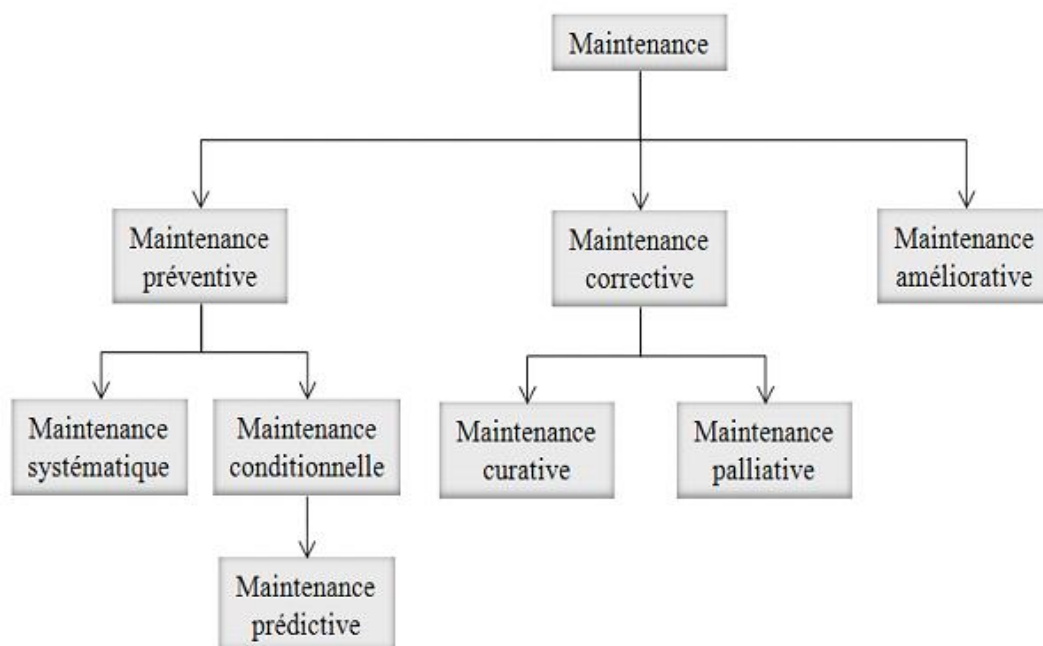 Maintenance
Maintenance
préventive
Maintenance
corrective
Maintenance
améliorative
Maintenance
systématique
Maintenance
conditionnelle
Maintenance
curative
Maintenance
palliative
Maintenance
prédictive